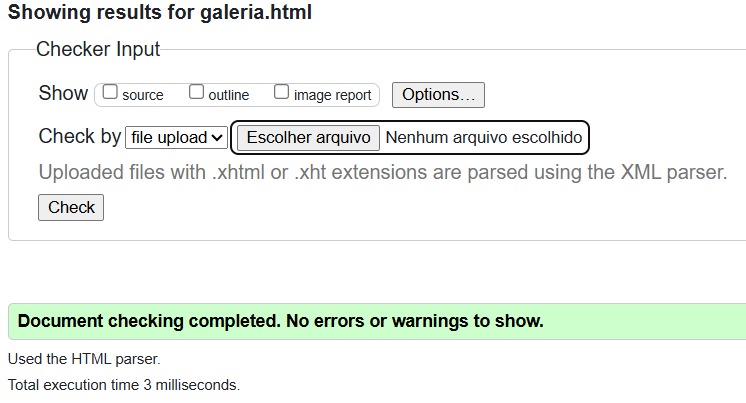 Showing results for galeria.html
Checker Input
Show source outline image report Options...
Check by file upload Escolher arquivo Nenhum arquivo escolhido
Uploaded files with .xhtml or .xht extensions are parsed using the XML parser.
Check
Document checking completed. No errors or warnings to show.
Used the HTML parser.
Total execution time 3 milliseconds.